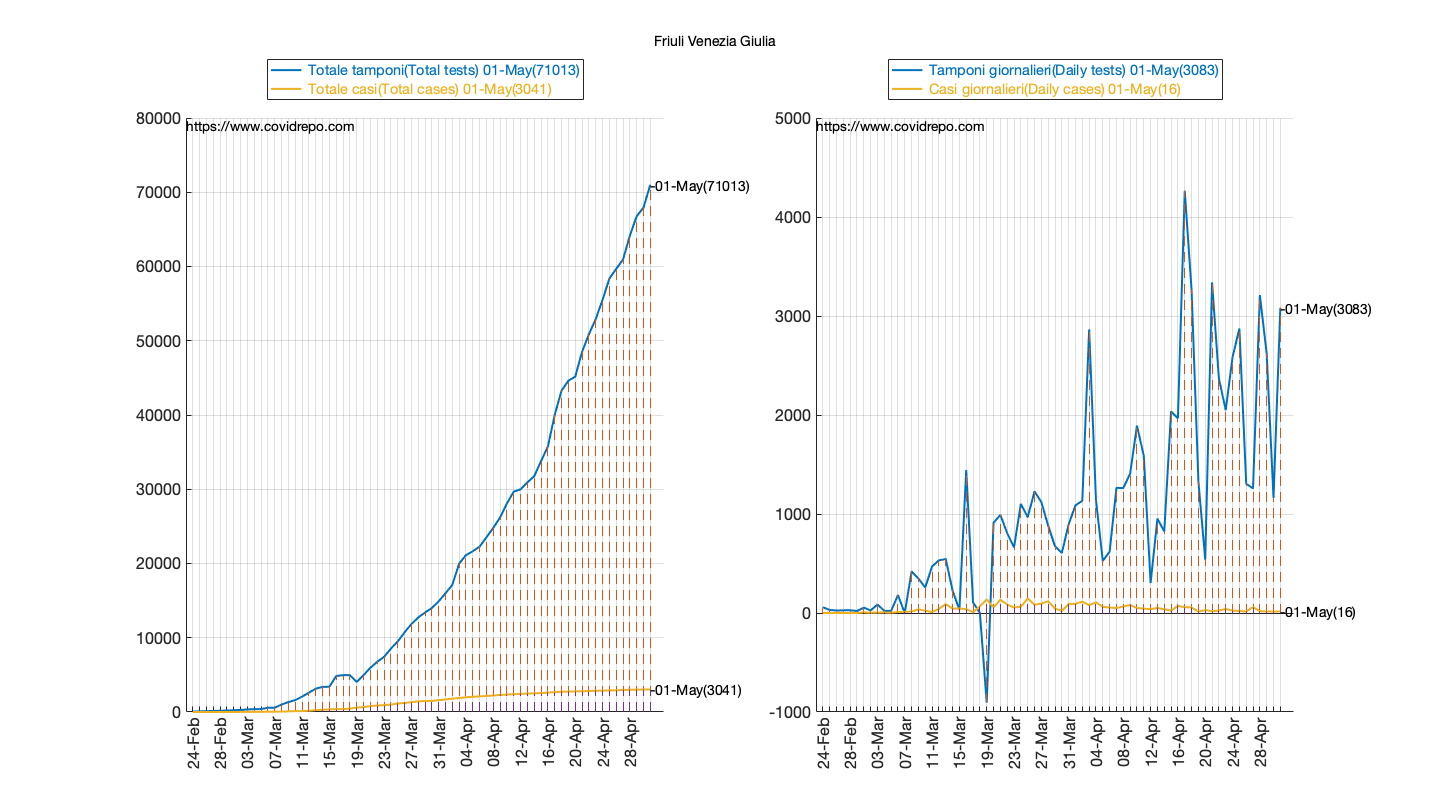 Friuli Venezia Giulia
Totale tamponi(Total tests) 01-May(71013)
Totale casi(Total cases) 01-May(3041)
https://www.covidrepo.com
80000
70000
60000
50000
40000
30000
20000
10000
0
01-May(71013)
01-May(3041)
24-Feb
28-Feb
03-Mar
07-Mar
11-Mar
15-Mar
19-Mar
23-Mar
27-Mar
31-Mar
04-Apr
08-Apr
12-Apr
16-Apr
20-Apr
24-Apr
28-Apr
Tamponi giornalieri(Daily tests) 01-May(3083)
Casi giornalieri(Daily cases) 01-May(16)
https://www.covidrepo.com
5000
4000
3000
2000
1000
0
-1000
01-May(3083)
01-May(16)
24-Feb
28-Feb
03-Mar
07-Mar
11-Mar
15-Mar
19-Mar
23-Mar
27-Mar
31-Mar
04-Apr
08-Apr
12-Apr
16-Apr
20-Apr
24-Apr
28-Apr